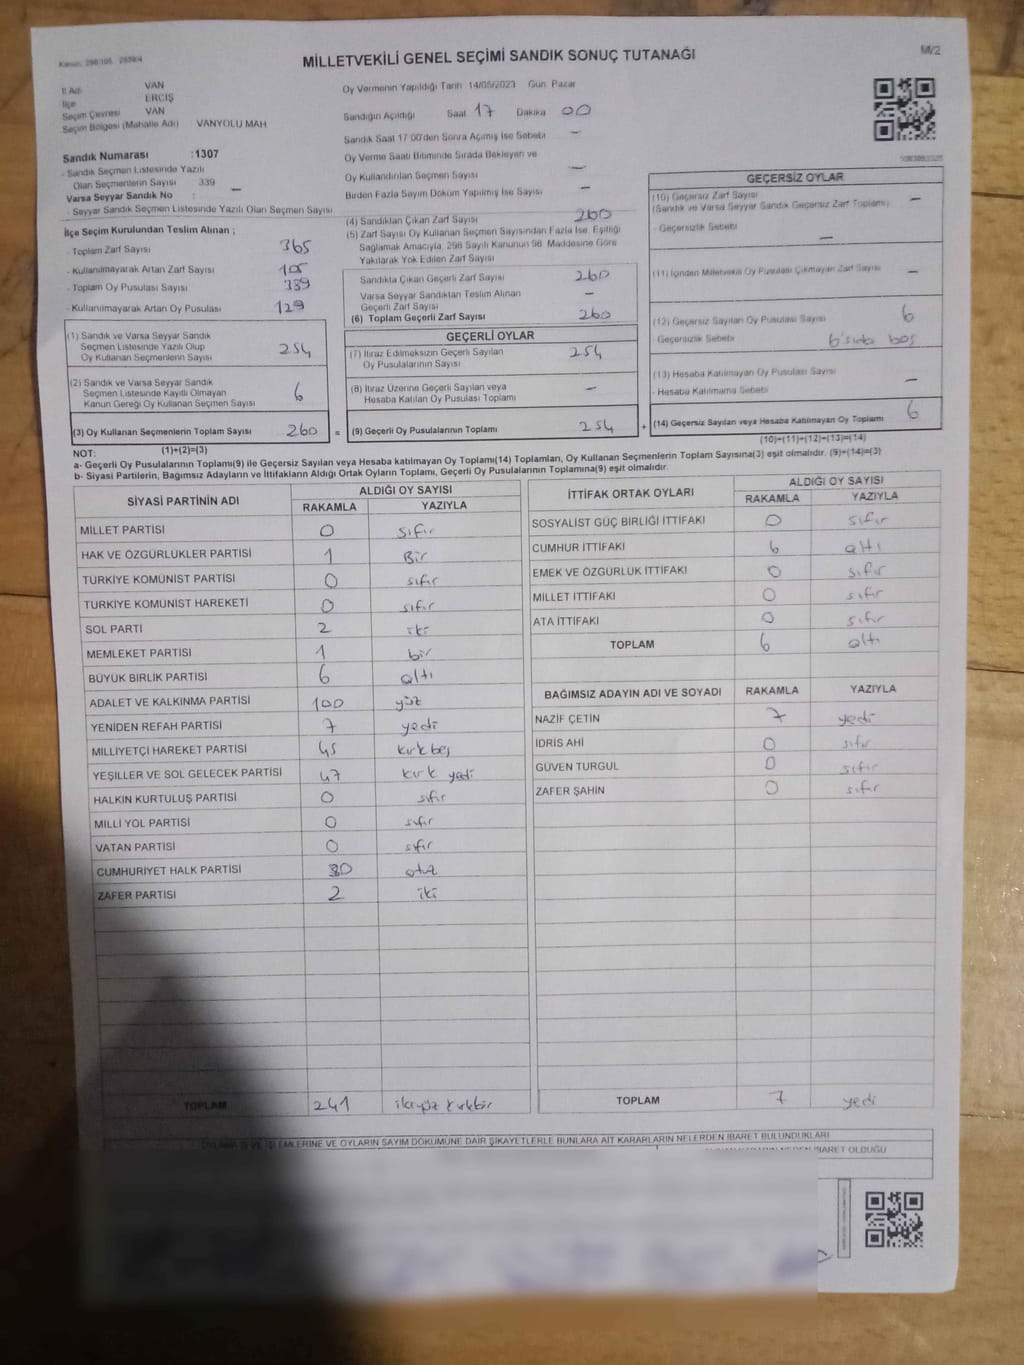 Kanun: 298/105, 2839/4
MİLLETVEKİLİ GENEL SEÇİMİ SANDIK SONUÇ TUTANAĞI
MV/2
İl Adı VAN
İlçe ERCİŞ
Seçim Çevresi VAN
Seçim Bölgesi (Mahalle Adı) VANYOLU MAH
Sandık Numarası :1307
- Sandık Seçmen Listesinde Yazılı
Olan Seçmenlerin Sayısı 339
Varsa Seyyar Sandık No : –
- Seyyar Sandık Seçmen Listesinde Yazılı Olan Seçmen Sayısı
İlçe Seçim Kurulundan Teslim Alınan ;
- Toplam Zarf Sayısı 365
- Kullanılmayarak Artan Zarf Sayısı 105
- Toplam Oy Pusulası Sayısı 339
- Kullanılmayarak Artan Oy Pusulası 129
(1) Sandık ve Varsa Seyyar Sandık
Seçmen Listesinde Yazılı Olup
Oy Kullanan Seçmenlerin Sayısı 254
(2) Sandık ve Varsa Seyyar Sandık
Seçmen Listesinde Kayıtlı Olmayan
Kanun Gereği Oy Kullanan Seçmen Sayısı 6
(3) Oy Kullanan Seçmenlerin Toplam Sayısı 260 =
(1)+(2)=(3)
Oy Vermenin Yapıldığı Tarih 14/05/2023 Gün Pazar
Sandığın Açıldığı Saat 17 Dakika 00
Sandık Saat 17 00'den Sonra Açılmış İse Sebebi –
Oy Verme Saati Bitiminde Sırada Bekleyen ve
Oy Kullandırılan Seçmen Sayısı –
Birden Fazla Sayım Döküm Yapılmış İse Sayısı –
(4) Sandıktan Çıkan Zarf Sayısı 260
(5) Zarf Sayısı Oy Kullanan Seçmen Sayısından Fazla İse, Eşitliği
Sağlamak Amacıyla, 298 Sayılı Kanunun 98. Maddesine Göre
Yakılarak Yok Edilen Zarf Sayısı
Sandıkta Çıkan Geçerli Zarf Sayısı 260
Varsa Seyyar Sandıktan Teslim Alınan
Geçerli Zarf Sayısı –
(6) Toplam Geçerli Zarf Sayısı 260
GEÇERLİ OYLAR
(7) İtiraz Edilmeksizin Geçerli Sayılan
Oy Pusulalarının Sayısı 254
(8) İtiraz Üzerine Geçerli Sayılan veya
Hesaba Katılan Oy Pusulası Toplamı –
(9) Geçerli Oy Pusulalarının Toplamı 254 +
GEÇERSİZ OYLAR
(10) Geçersiz Zarf Sayısı –
(Sandık ve Varsa Seyyar Sandık Geçersiz Zarf Toplamı)
- Geçersizlik Sebebi –
(11) İçinden Milletvekili Oy Pusulası Çıkmayan Zarf Sayısı –
(12) Geçersiz Sayılan Oy Pusulası Sayısı 6
- Geçersizlik Sebebi 6'sıda boş
(13) Hesaba Katılmayan Oy Pusulası Sayısı –
- Hesaba Katılmama Sebebi
(14) Geçersiz Sayılan veya Hesaba Katılmayan Oy Toplamı 6
(10)+(11)+(12)+(13)=(14)
NOT:
a- Geçerli Oy Pusulalarının Toplamı(9) ile Geçersiz Sayılan veya Hesaba katılmayan Oy Toplamı(14) Toplamları, Oy Kullanan Seçmenlerin Toplam Sayısına(3) eşit olmalıdır. (9)+(14)=(3)
b- Siyasi Partilerin, Bağımsız Adayların ve İttifakların Aldığı Ortak Oyların Toplamı, Geçerli Oy Pusulalarının Toplamına(9) eşit olmalıdır.
SİYASİ PARTİNİN ADI ALDIĞI OY SAYISI
RAKAMLA YAZIYLA
MİLLET PARTİSİ 0 sıfır
HAK VE ÖZGÜRLÜKLER PARTİSİ 1 Bir
TÜRKİYE KOMÜNİST PARTİSİ 0 sıfır
TÜRKİYE KOMÜNİST HAREKETİ 0 sıfır
SOL PARTİ 2 iki
MEMLEKET PARTİSİ 1 bir
BÜYÜK BİRLİK PARTİSİ 6 altı
ADALET VE KALKINMA PARTİSİ 100 yüz
YENİDEN REFAH PARTİSİ 7 yedi
MİLLİYETÇİ HAREKET PARTİSİ 45 kırkbeş
YEŞİLLER VE SOL GELECEK PARTİSİ 47 kırk yedi
HALKIN KURTULUŞ PARTİSİ 0 sıfır
MİLLİ YOL PARTİSİ 0 sıfır
VATAN PARTİSİ 0 sıfır
CUMHURİYET HALK PARTİSİ 30 otuz
ZAFER PARTİSİ 2 iki
TOPLAM 241 ikiyüz kırkbir
İTTİFAK ORTAK OYLARI ALDIĞI OY SAYISI
RAKAMLA YAZIYLA
SOSYALİST GÜÇ BİRLİĞİ İTTİFAKI 0 sıfır
CUMHUR İTTİFAKI 6 altı
EMEK VE ÖZGÜRLÜK İTTİFAKI 0 sıfır
MİLLET İTTİFAKI 0 sıfır
ATA İTTİFAKI 0 sıfır
TOPLAM 6 altı
BAĞIMSIZ ADAYIN ADI VE SOYADI RAKAMLA YAZIYLA
NAZİF ÇETİN 7 yedi
İDRİS AHİ 0 sıfır
GÜVEN TURGUL 0 sıfır
ZAFER ŞAHİN 0 sıfır
TOPLAM 7 yedi
İŞLEMLERİNE VE OYLARIN SAYIM DÖKÜMÜNE DAİR ŞİKAYETLERLE BUNLARA AİT KARARLARIN NELERDEN İBARET BULUNDUKLARI
İBARET OLDUĞU